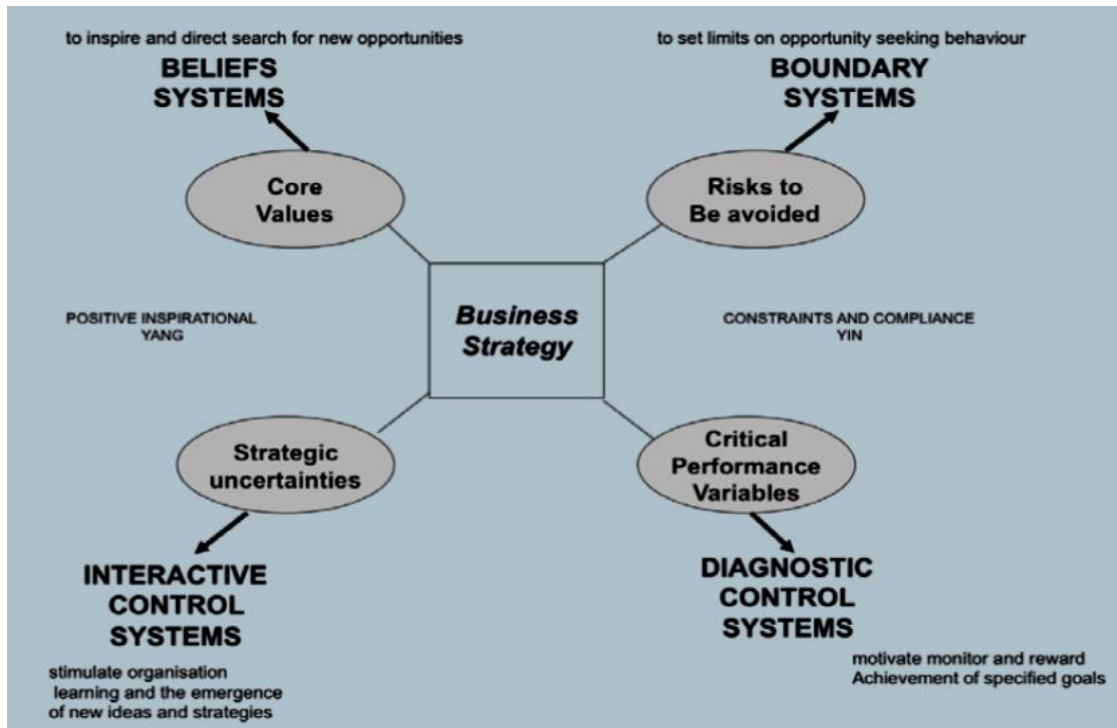 to inspire and direct search for new opportunities
BELIEFS
SYSTEMS
to set limits on opportunity seeking behaviour
BOUNDARY
SYSTEMS
Core
Values
Risks to
Be avoided
POSITIVE INSPIRATIONAL
YANG
Business
Strategy
CONSTRAINTS AND COMPLIANCE
YIN
Strategic
uncertainties
Critical
Performance
Variables
INTERACTIVE
CONTROL
SYSTEMS
stimulate organisation
learning and the emergence
of new ideas and strategies
DIAGNOSTIC
CONTROL
SYSTEMS
motivate monitor and reward
Achievement of specified goals